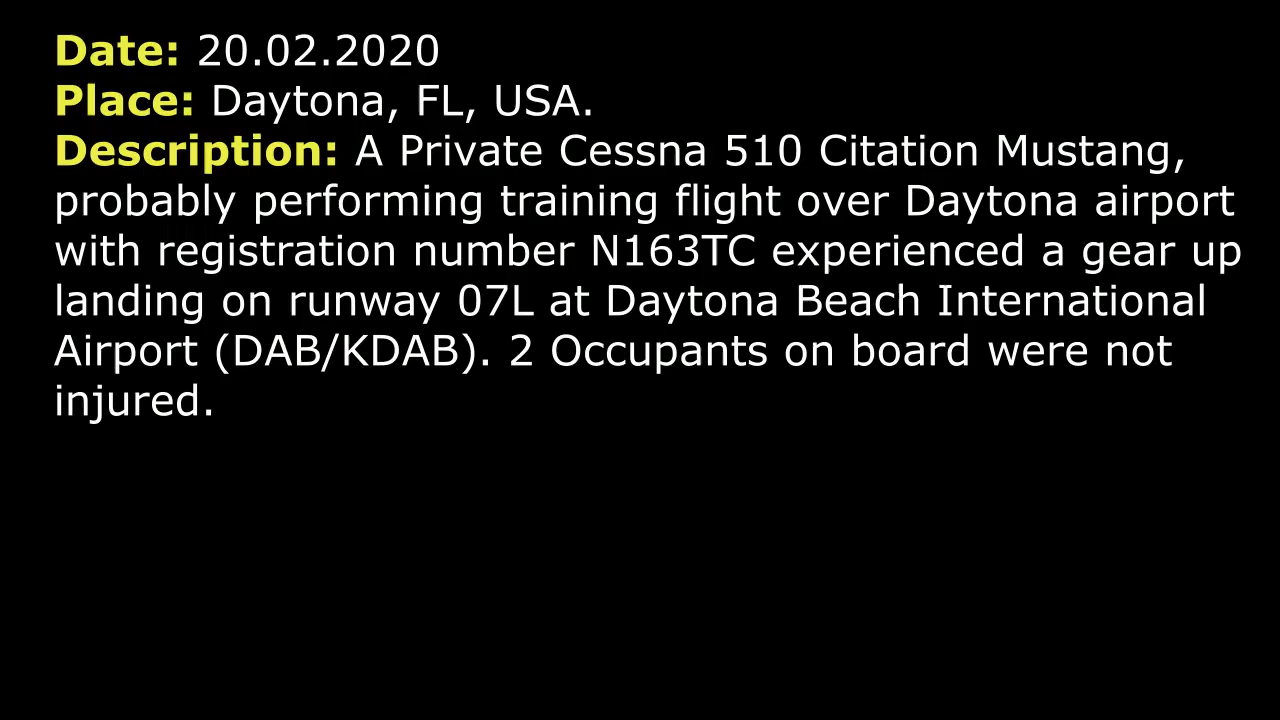 Date: 20.02.2020
Place: Daytona, FL, USA.
Description: A Private Cessna 510 Citation Mustang,
probably performing training flight over Daytona airport
with registration number N163TC experienced a gear up
landing on runway 07L at Daytona Beach International
Airport (DAB/KDAB). 2 Occupants on board were not
injured.